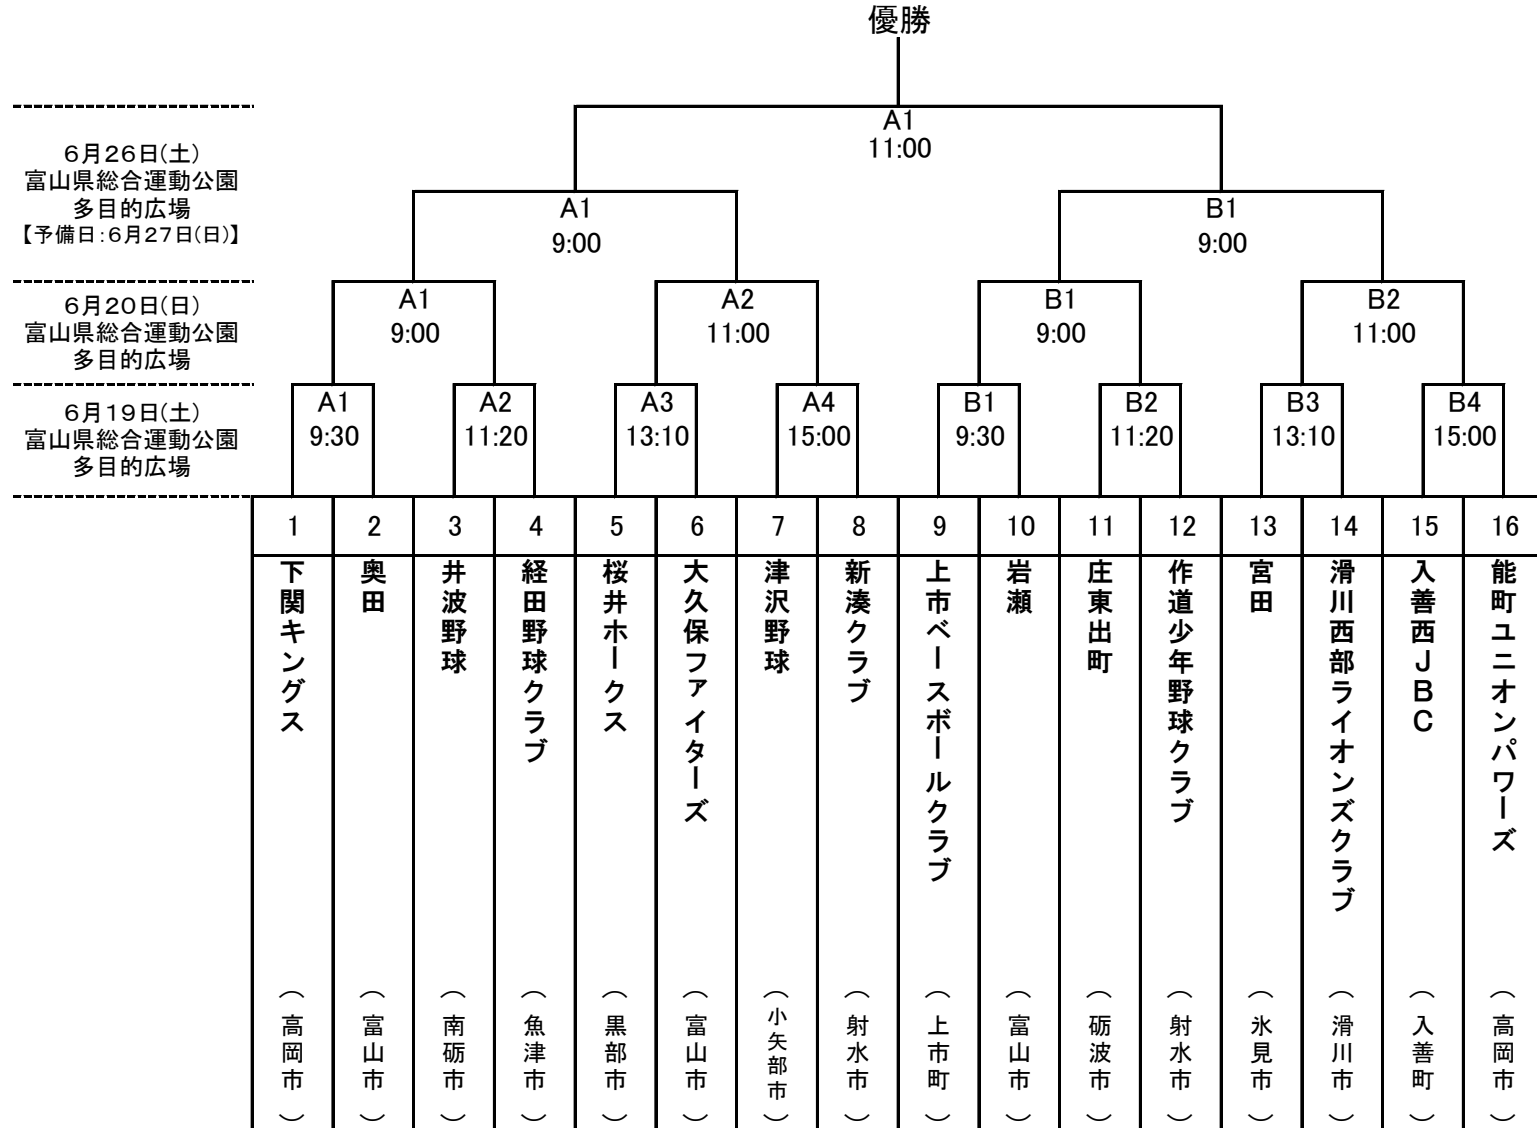 優勝
A1
11:00
6月26日(土)
富山県総合運動公園
多目的広場
【予備日:6月27日(日)】
A1
9:00
B1
9:00
6月20日(日)
富山県総合運動公園
多目的広場
A1
9:00
A2
11:00
B1
9:00
B2
11:00
6月19日(土)
富山県総合運動公園
多目的広場
A1
9:30
A2
11:20
A3
13:10
A4
15:00
B1
9:30
B2
11:20
B3
13:10
B4
15:00
1
下関キングス
(高岡市)
2
奥田
(富山市)
3
井波野球
(南砺市)
4
経田野球クラブ
(魚津市)
5
桜井ホークス
(黒部市)
6
大久保ファイターズ
(富山市)
7
津沢野球
(小矢部市)
8
新湊クラブ
(射水市)
9
上市ベースボールクラブ
(上市町)
10
岩瀬
(富山市)
11
庄東出町
(砺波市)
12
作道少年野球クラブ
(射水市)
13
宮田
(氷見市)
14
滑川西部ライオンズクラブ
(滑川市)
15
入善西JBC
(入善町)
16
能町ユニオンパワーズ
(高岡市)